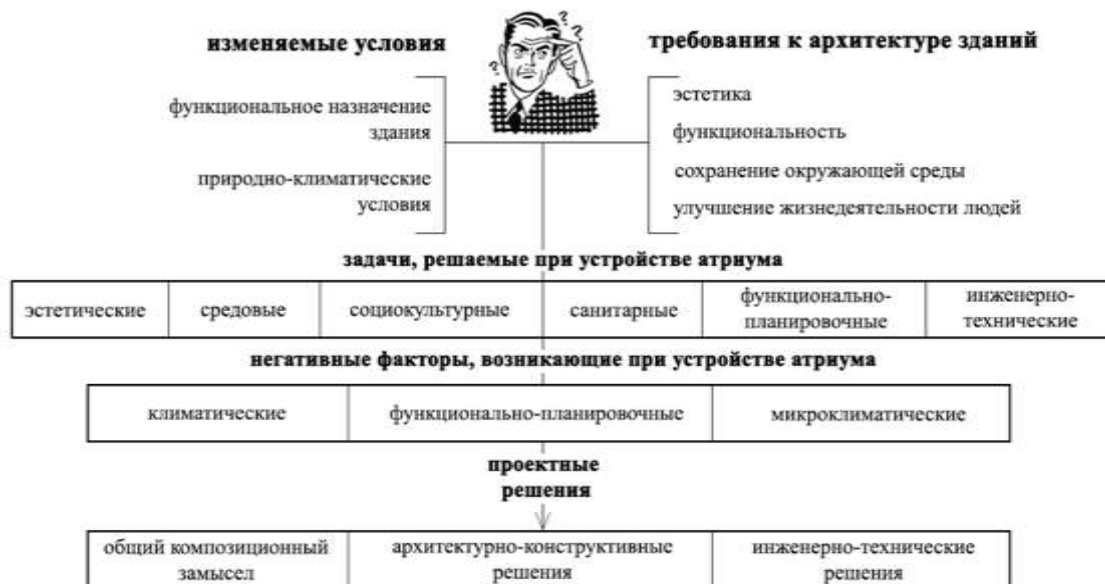 изменяемые условия
функциональное назначение
здания
природно-климатические
условия
? ? ?
?
требования к архитектуре зданий
эстетика
функциональность
сохранение окружающей среды
улучшение жизнедеятельности людей
задачи, решаемые при устройстве атриума
эстетические
средовые
социокультурные
санитарные
функционально-
планировочные
инженерно-
технические
негативные факторы, возникающие при устройстве атриума
климатические
функционально-планировочные
микроклиматические
проектные
решения
общий композиционный
замысел
архитектурно-конструктивные
решения
инженерно-технические
решения